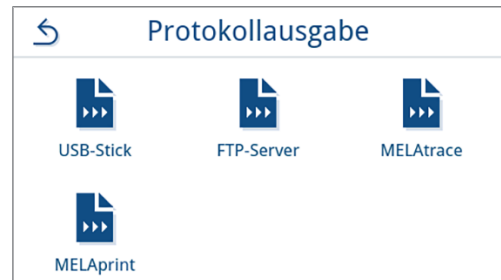 Protokollausgabe
USB-Stick
FTP-Server
MELAtrace
MELAprint